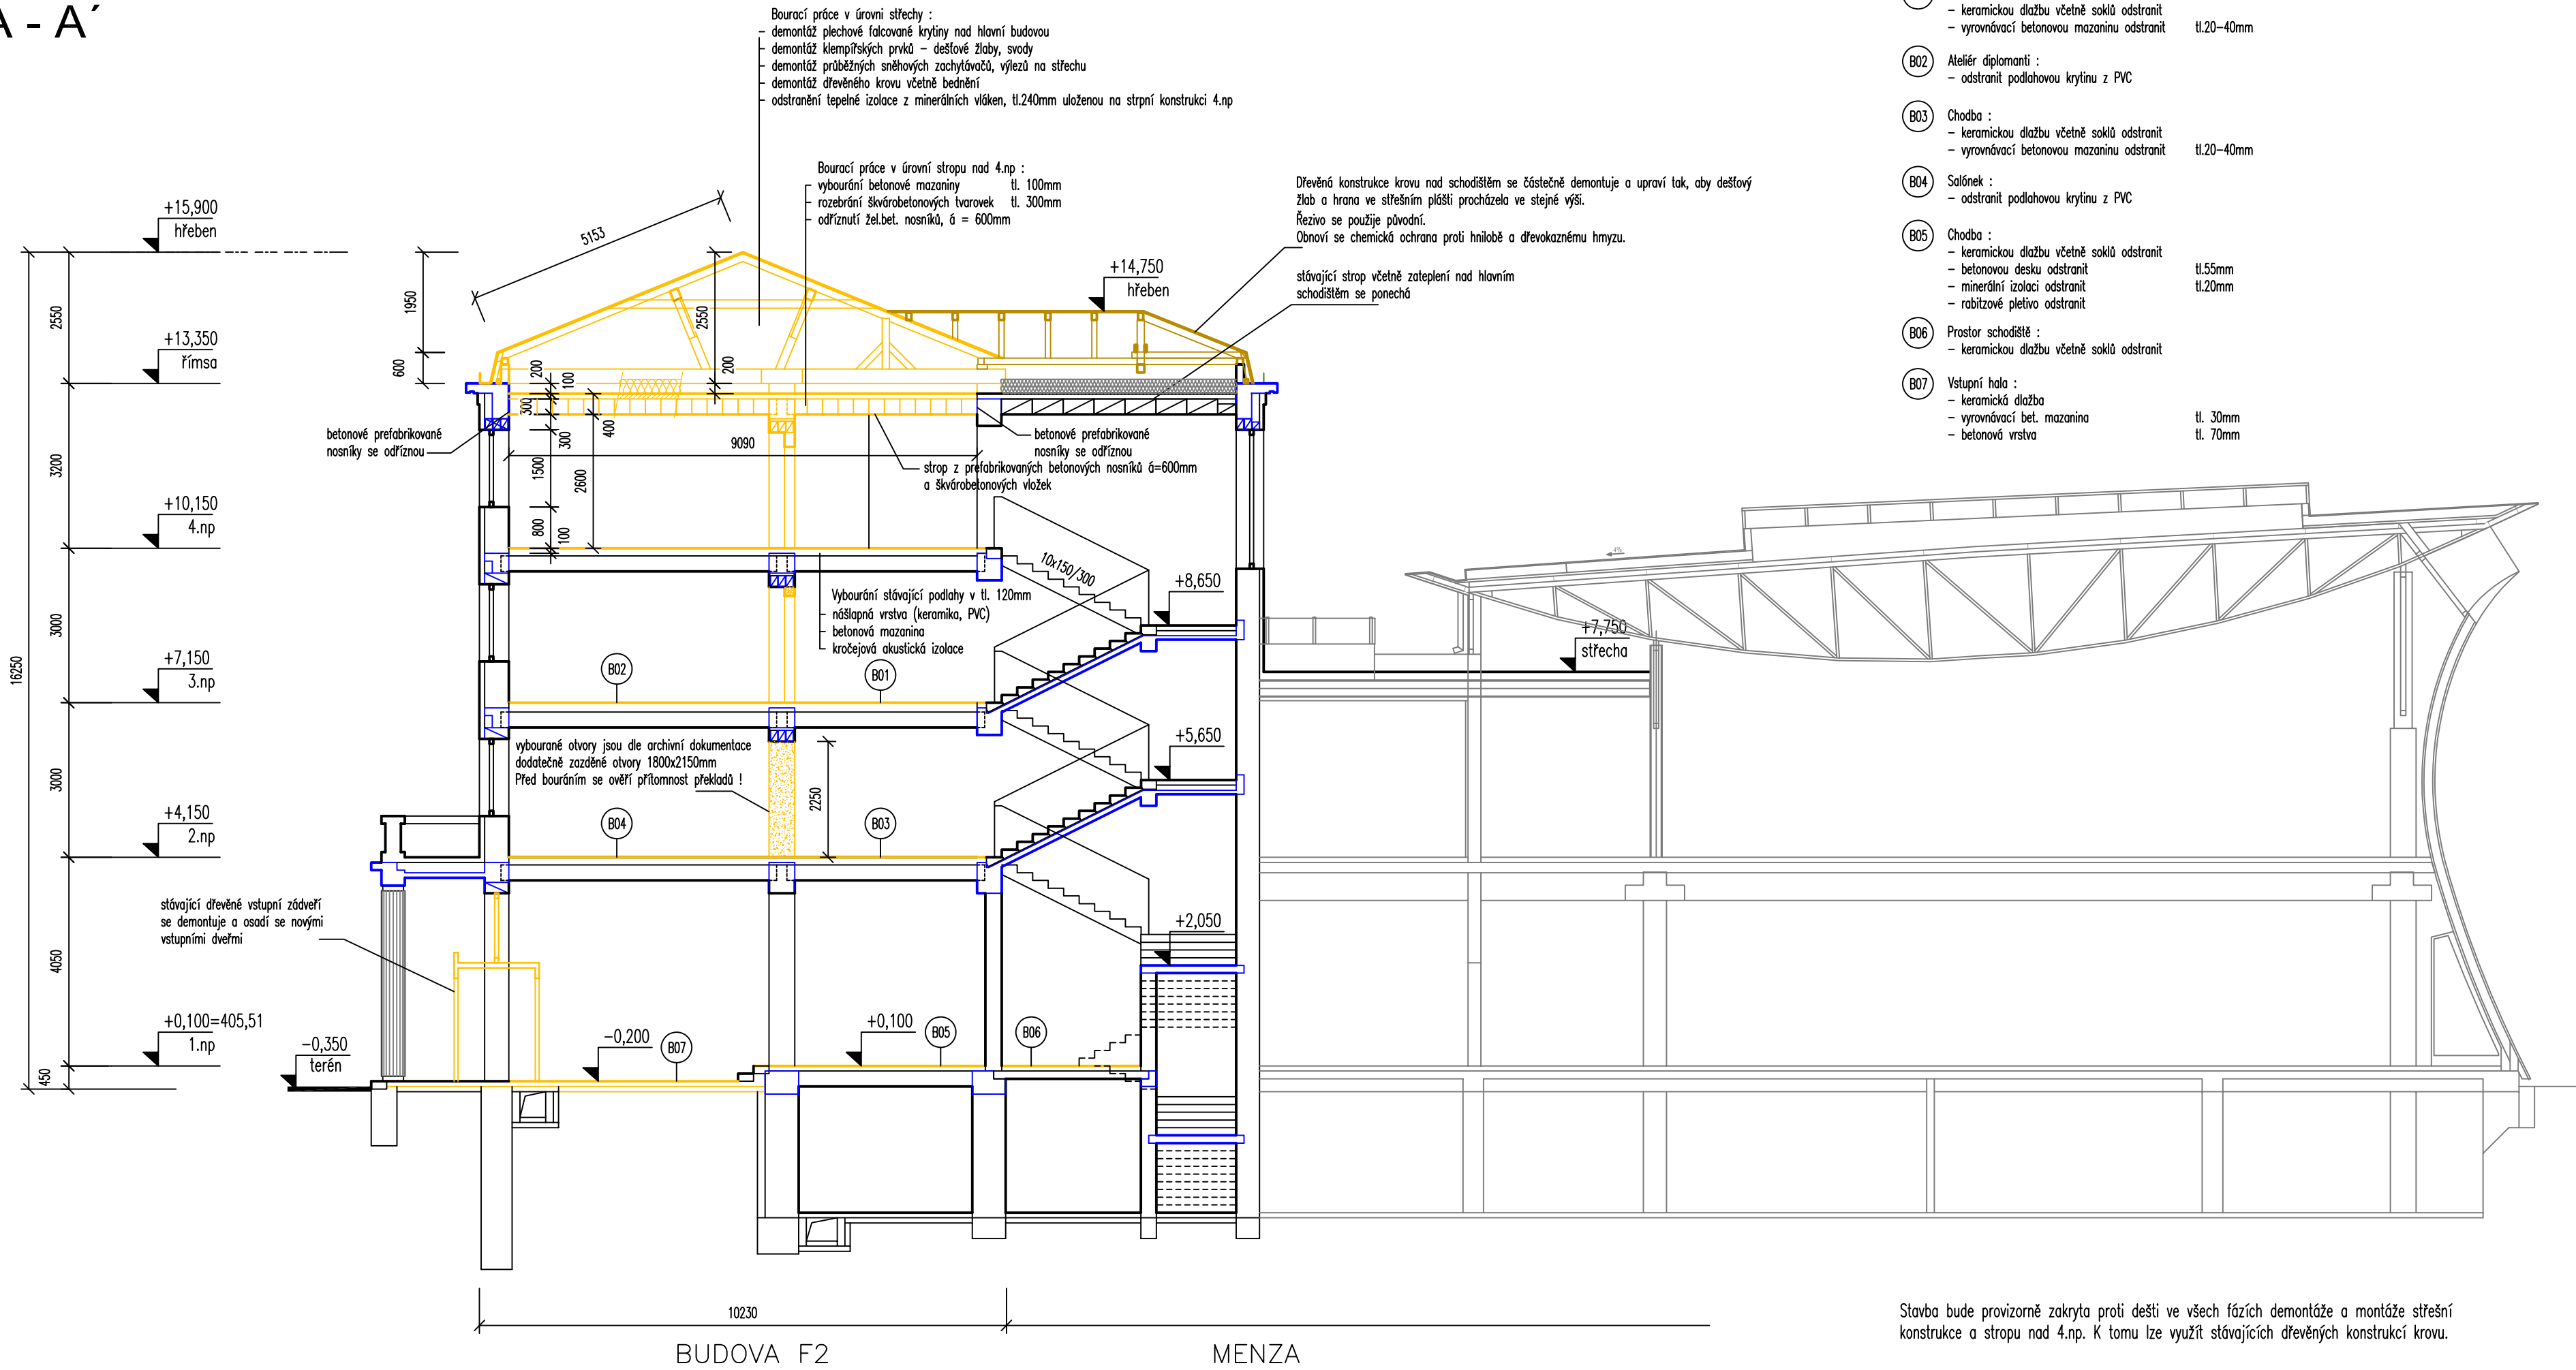 A - A´
Bourací práce v úrovni střechy :
- demontáž plechové falcované krytiny nad hlavní budovou
- demontáž klempířských prvků – dešťové žlaby, svody
- demontáž průběžných sněhových zachytávačů, výlezů na střechu
- demontáž dřevěného krovu včetně bednění
- odstranění tepelné izolace z minerálních vláken, tl.240mm uloženou na strpní konstrukci 4.np
Bourací práce v úrovní stropu nad 4.np :
- vybourání betonové mazaniny tl. 100mm
- rozebrání škvárobetonových tvarovek tl. 300mm
- odříznutí žel.bet. nosníků, á = 600mm
Dřevěná konstrukce krovu nad schodištěm se částečně demontuje a upraví tak, aby dešťový
žlab a hrana ve střešním plášti procházela ve stejné výši.
Řezivo se použije původní.
Obnoví se chemická ochrana proti hnilobě a dřevokaznému hmyzu.
stávající strop včetně zateplení nad hlavním
schodištěm se ponechá
- keramickou dlažbu včetně soklů odstranit
- vyrovnávací betonovou mazaninu odstranit tl.20-40mm
B02 Ateliér diplomanti :
- odstranit podlahovou krytinu z PVC
B03 Chodba :
- keramickou dlažbu včetně soklů odstranit
- vyrovnávací betonovou mazaninu odstranit tl.20-40mm
B04 Salónek :
- odstranit podlahovou krytinu z PVC
B05 Chodba :
- keramickou dlažbu včetně soklů odstranit
- betonovou desku odstranit tl.55mm
- minerální izolaci odstranit tl.20mm
- rabitzové pletivo odstranit
B06 Prostor schodiště :
- keramickou dlažbu včetně soklů odstranit
B07 Vstupní hala :
- keramická dlažba
- vyrovnávací bet. mazanina tl. 30mm
- betonová vrstva tl. 70mm
+15,900
hřeben
+13,350
římsa
+10,150
4.np
+7,150
3.np
+4,150
2.np
+0,100=405,51
1.np
-0,350
terén
16250
2550
3200
3000
3000
4050
450
1950
600
5153
2550
200
200
100
300
300
400
1500
2600
800
100
9090
+14,750
hřeben
betonové prefabrikované
nosníky se odříznou
betonové prefabrikované
nosníky se odříznou
strop z prefabrikovaných betonových nosníků á=600mm
a škvárobetonových vložek
10x150/300
+8,650
Vybourání stávající podlahy v tl. 120mm
- nášlapná vrstva (keramika, PVC)
- betonová mazanina
- kročejová akustická izolace
B02
B01
4%
+7,750
střecha
+5,650
vybourané otvory jsou dle archivní dokumentace
dodatečně zazděné otvory 1800x2150mm
Před bouráním se ověří přítomnost překladů !
2250
B04
B03
stávající dřevěné vstupní zádveří
se demontuje a osadí se novými
vstupními dveřmi
+2,050
-0,200
B07
+0,100
B05
B06
10230
BUDOVA F2
MENZA
Stavba bude provizorně zakryta proti dešti ve všech fázích demontáže a montáže střešní
konstrukce a stropu nad 4.np. K tomu lze využít stávajících dřevěných konstrukcí krovu.